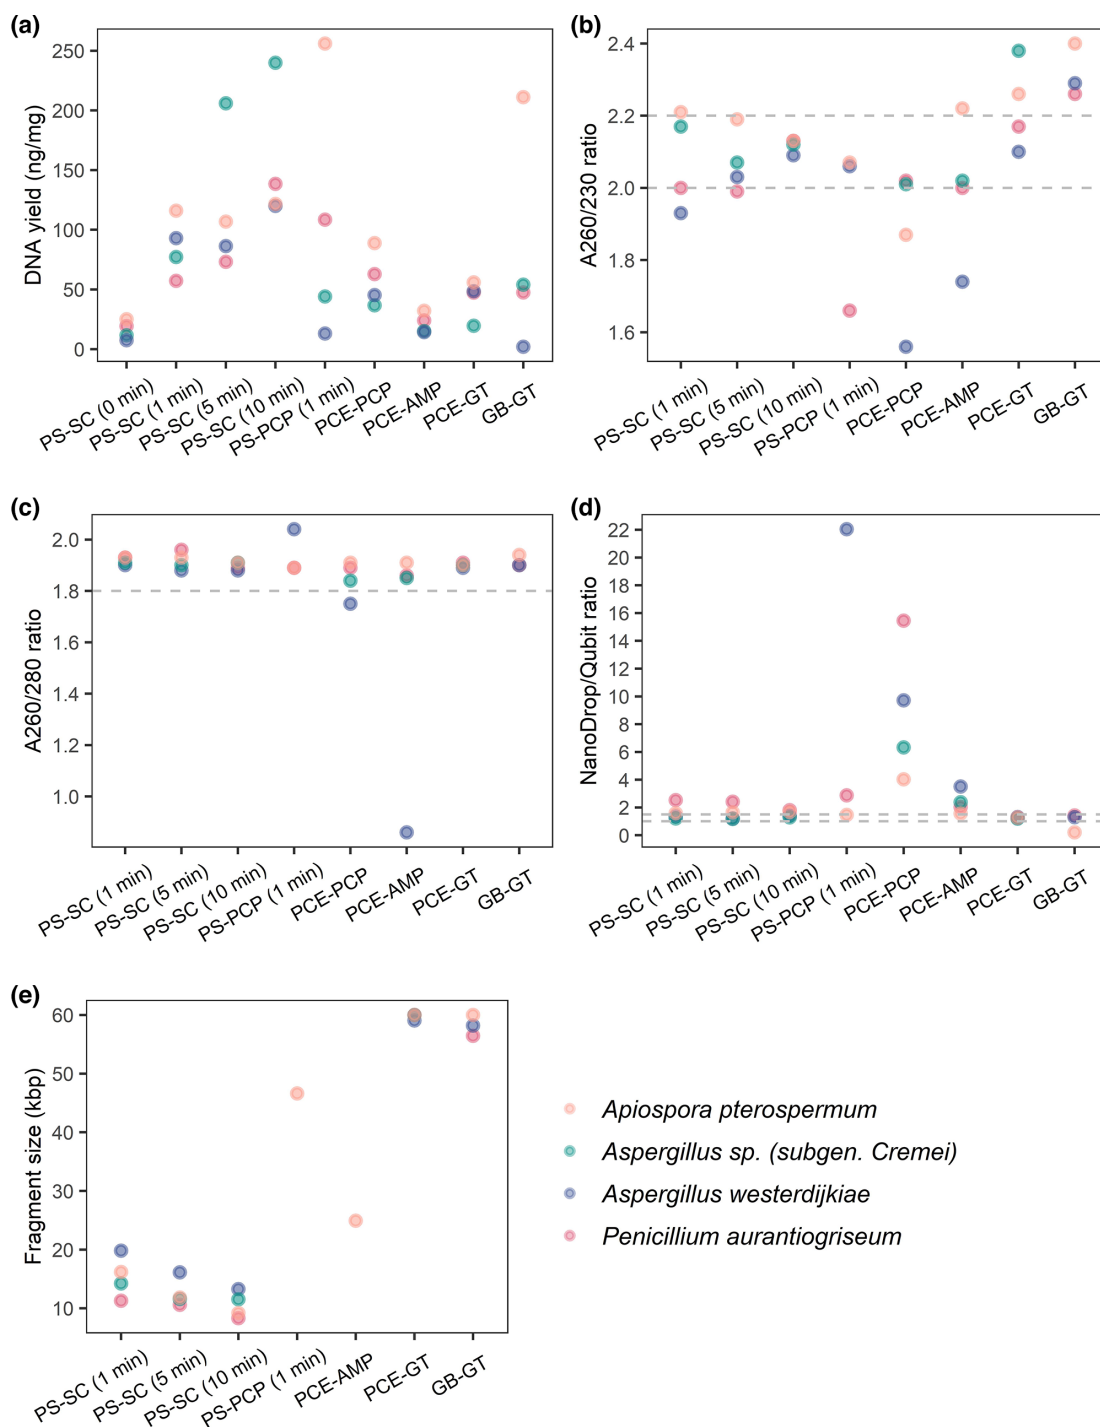 (a)
DNA yield (ng/mg)
250
200
150
100
50
0
PS-SC (0 min)
PS-SC (1 min)
PS-SC (5 min)
PS-SC (10 min)
PS-PCP (1 min)
PCE-PCP
PCE-AMP
PCE-GT
GB-GT
(b)
A260/230 ratio
2.4
2.2
2.0
1.8
1.6
PS-SC (1 min)
PS-SC (5 min)
PS-SC (10 min)
PS-PCP (1 min)
PCE-PCP
PCE-AMP
PCE-GT
GB-GT
(c)
A260/280 ratio
2.0
1.8
1.6
1.4
1.2
1.0
PS-SC (1 min)
PS-SC (5 min)
PS-SC (10 min)
PS-PCP (1 min)
PCE-PCP
PCE-AMP
PCE-GT
GB-GT
(d)
NanoDrop/Qubit ratio
22
20
18
16
14
12
10
8
6
4
2
0
PS-SC (1 min)
PS-SC (5 min)
PS-SC (10 min)
PS-PCP (1 min)
PCE-PCP
PCE-AMP
PCE-GT
GB-GT
(e)
Fragment size (kbp)
60
50
40
30
20
10
PS-SC (1 min)
PS-SC (5 min)
PS-SC (10 min)
PS-PCP (1 min)
PCE-AMP
PCE-GT
GB-GT
Apiospora pterospermum
Aspergillus sp. (subgen. Cremei)
Aspergillus westerdijkiae
Penicillium aurantiogriseum